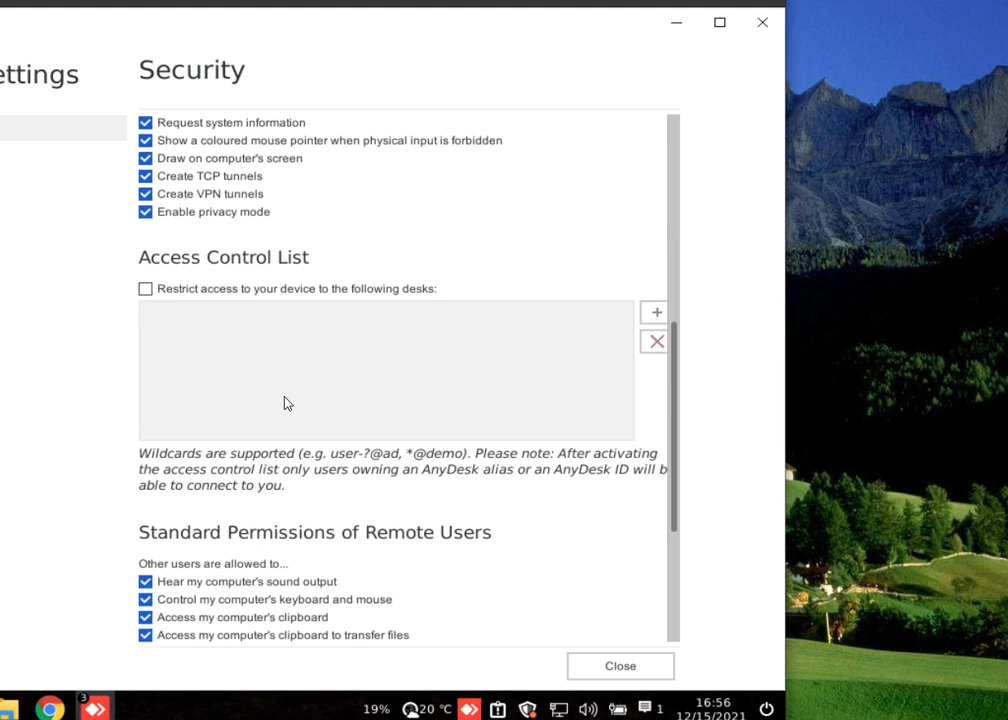 ettings
Security
Request system information
Show a coloured mouse pointer when physical input is forbidden
Draw on computer's screen
Create TCP tunnels
Create VPN tunnels
Enable privacy mode
Access Control List
Restrict access to your device to the following desks:
Wildcards are supported (e.g. user-?@ad, *@demo). Please note: After activating
the access control list only users owning an AnyDesk alias or an AnyDesk ID will b
able to connect to you.
Standard Permissions of Remote Users
Other users are allowed to...
Hear my computer's sound output
Control my computer's keyboard and mouse
Access my computer's clipboard
Access my computer's clipboard to transfer files
Close
3
19%
20 °C
1
16:56
12/15/2021